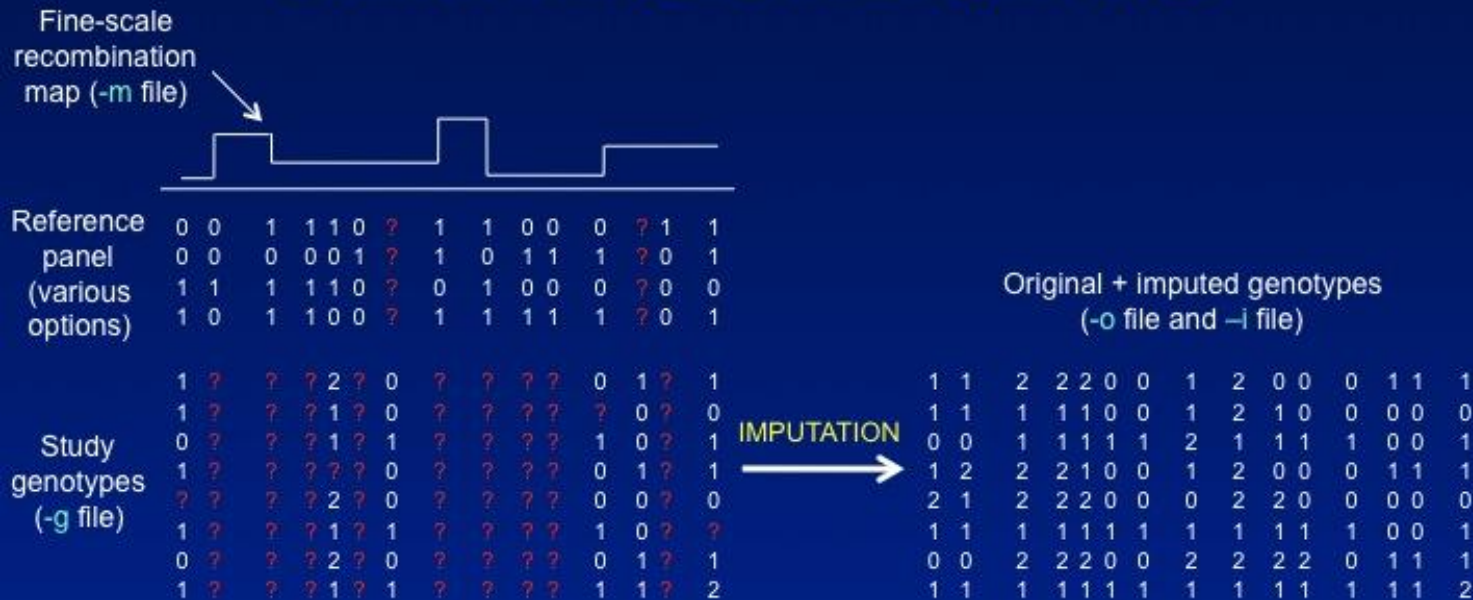 Fine-scale
recombination
map (-m file)
Reference
panel
(various
options)
0 0 1 1 1 0 ? 1 1 0 0 0 ? 1 1
0 0 0 0 0 1 ? 1 0 1 1 1 ? 0 1
1 1 1 1 1 0 ? 0 1 0 0 0 ? 0 0
1 0 1 1 0 0 ? 1 1 1 1 1 ? 0 1
Study
genotypes
(-g file)
1 ? ? ? 2 ? 0 ? ? ? ? 0 1 ? 1
1 ? ? ? 1 ? 0 ? ? ? ? ? 0 ? 0
0 ? ? ? 1 ? 1 ? ? ? ? 1 0 ? 1
1 ? ? ? ? ? 0 ? ? ? ? 0 1 ? 1
? ? ? ? 2 ? 0 ? ? ? ? 0 0 ? 0
1 ? ? ? 1 ? 1 ? ? ? ? 1 0 ? ?
0 ? ? ? 2 ? 0 ? ? ? ? 0 1 ? 1
1 ? ? ? 1 ? 1 ? ? ? ? 1 1 ? 2
IMPUTATION
Original + imputed genotypes
(-o file and –i file)
1 1 2 2 2 0 0 1 2 0 0 0 1 1 1
1 1 1 1 1 0 0 1 2 1 0 0 0 0 0
0 0 1 1 1 1 1 2 1 1 1 1 0 0 1
1 2 2 2 1 0 0 1 2 0 0 0 1 1 1
2 1 2 2 2 0 0 0 2 2 0 0 0 0 0
1 1 1 1 1 1 1 1 1 1 1 1 0 0 1
0 0 2 2 2 0 0 2 2 2 2 0 1 1 1
1 1 1 1 1 1 1 1 1 1 1 1 1 1 2